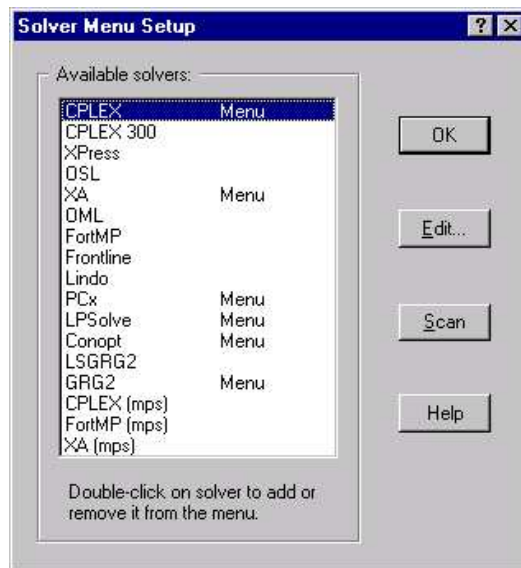 Solver Menu Setup
Available solvers:
CPLEX Menu
CPLEX 300
XPress
OSL
XA Menu
OML
FortMP
Frontline
Lindo
PCx Menu
LPSolve Menu
Conopt Menu
LSGRG2
GRG2 Menu
CPLEX (mps)
FortMP (mps)
XA (mps)
Double-click on solver to add or
remove it from the menu.
OK
Edit...
Scan
Help